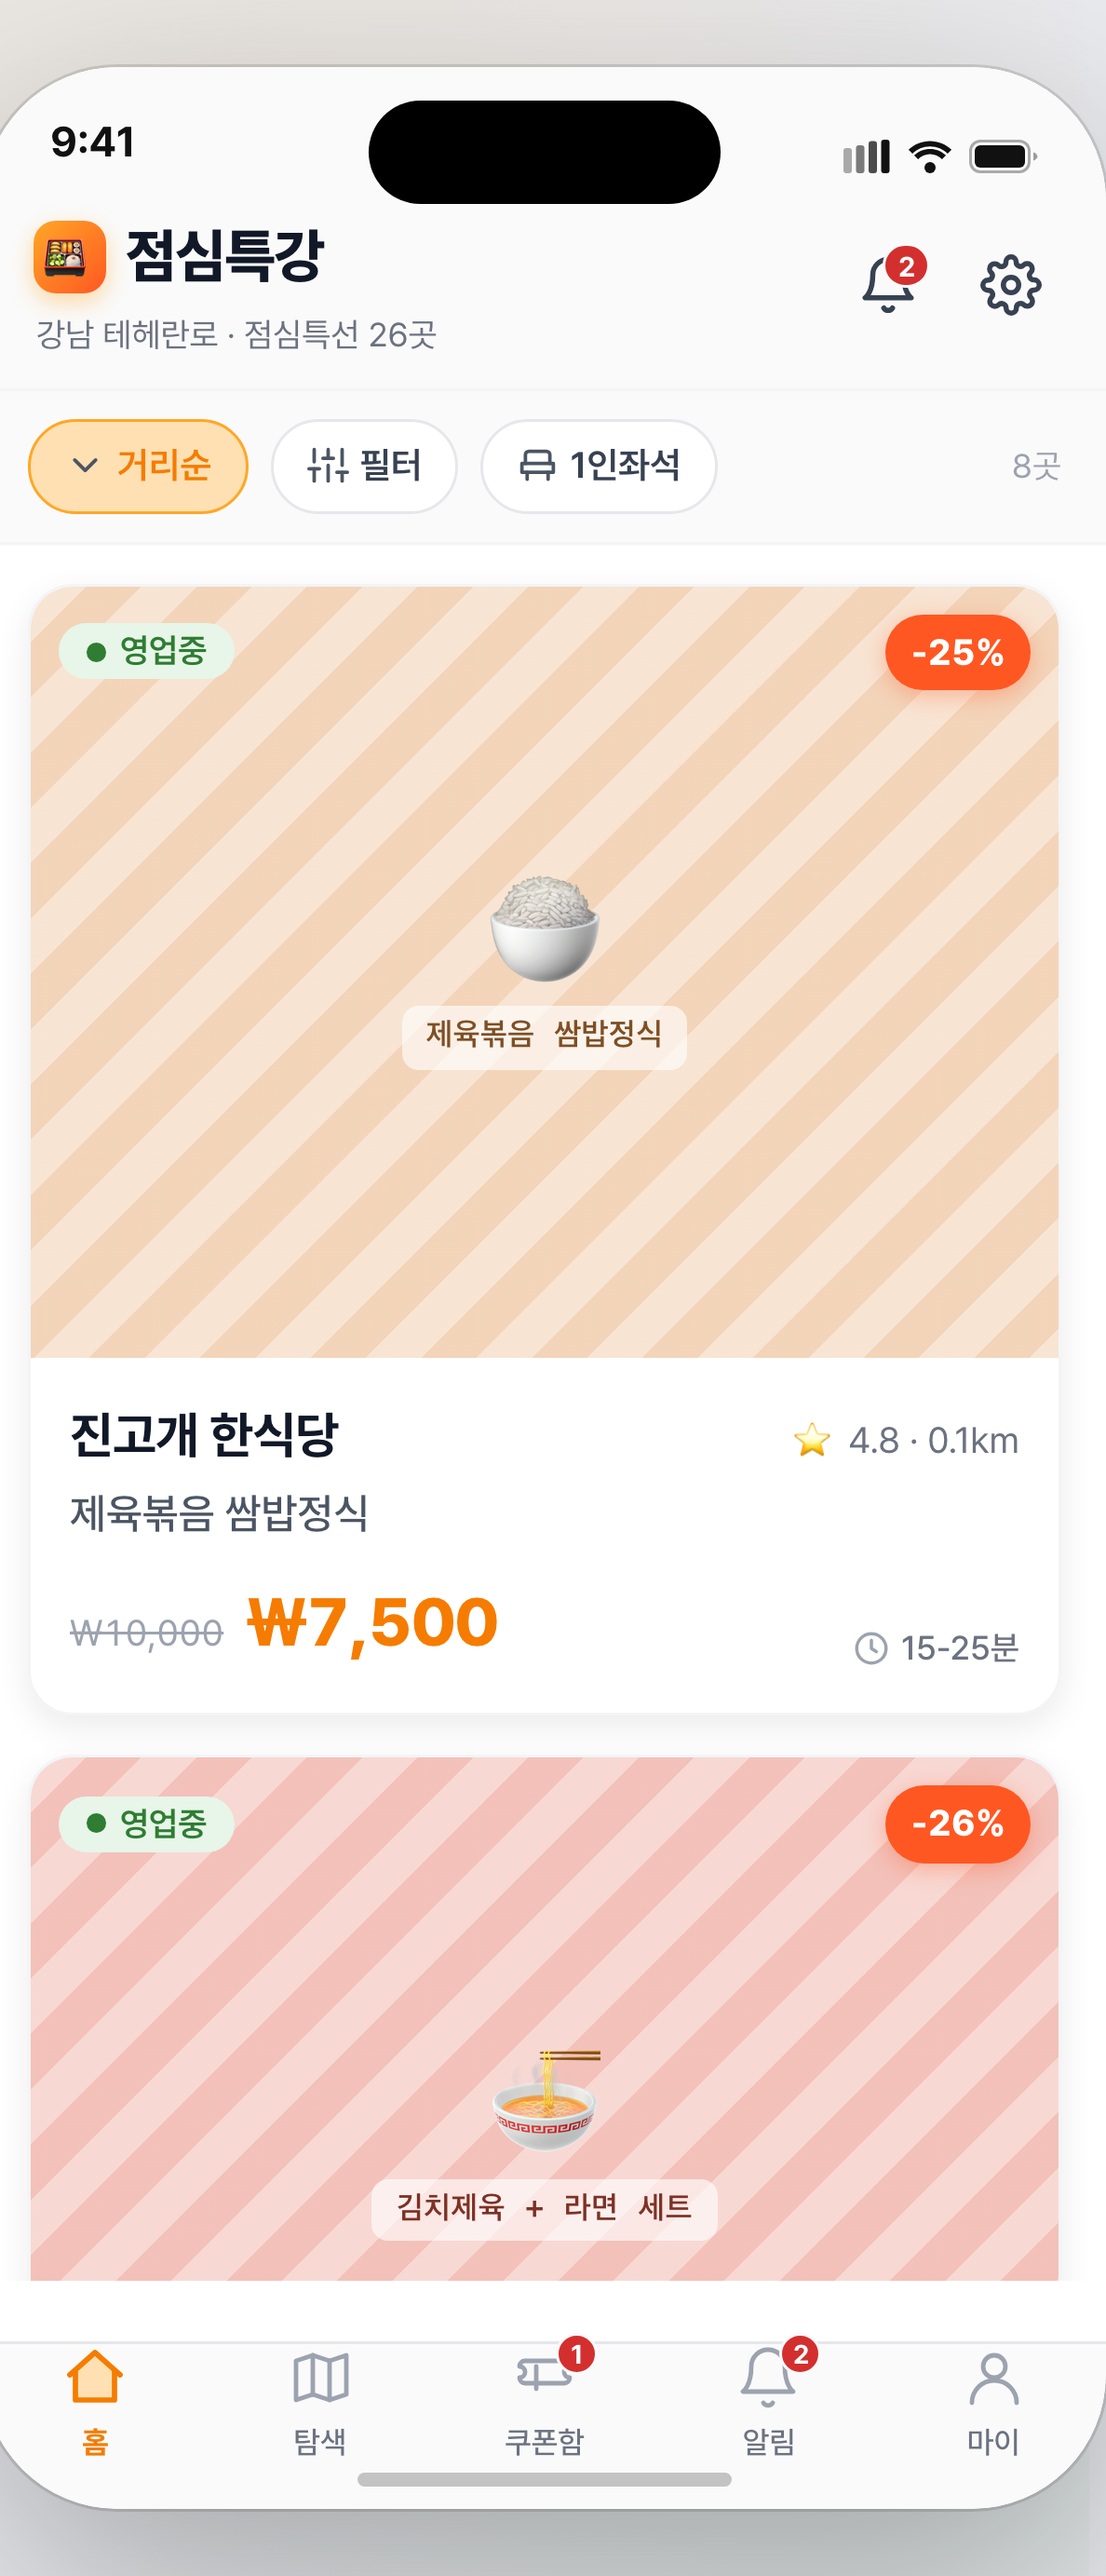 9:41
점심특강
2
강남 테헤란로 · 점심특선 26곳
거리순 필터 1인좌석 8곳
영업중 -25%
제육볶음 쌈밥정식
진고개 한식당 4.8 · 0.1km
제육볶음 쌈밥정식
₩10,000 ₩7,500 15-25분
영업중 -26%
김치제육 + 라면 세트
1 2
홈 탐색 쿠폰함 알림 마이